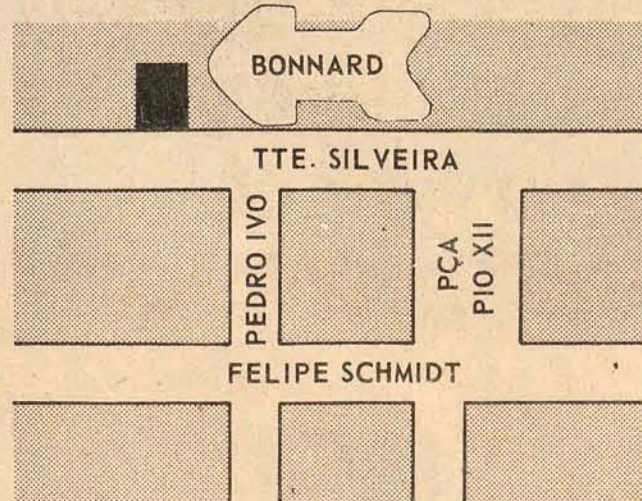 BONNARD
TTE. SILVEIRA
PEDRO IVO
PÇA
PIO XII
FELIPE SCHMIDT